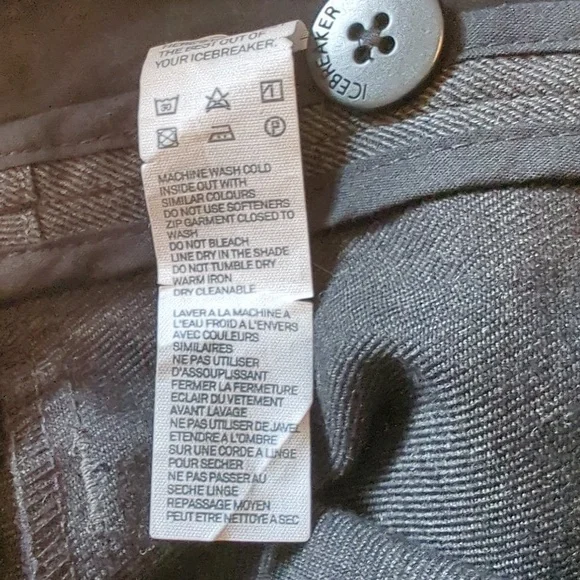 THE BEST OUT OF
YOUR ICEBREAKER.
ICEBREAKER
30
P
MACHINE WASH COLD
INSIDE OUT WITH
SIMILAR COLOURS
DO NOT USE SOFTENERS
ZIP GARMENT CLOSED TO
WASH
DO NOT BLEACH
LINE DRY IN THE SHADE
DO NOT TUMBLE DRY
WARM IRON
DRY CLEANABLE
LAVER A LA MACHINE A
L'EAU FROID A L'ENVERS
AVEC COULEURS
SIMILAIRES
NE PAS UTILISER
D'ASSOUPLISSANT
FERMER LA FERMETURE
ECLAIR DU VETEMENT
AVANT LAVAGE
NE PAS UTILISER DE JAVEL
ETENDRE A L'OMBRE
SUR UNE CORDE A LINGE
POUR SECHER
NE PAS PASSER AU
SECHE LINGE
REPASSAGE MOYEN
PEUT ETRE NETTOYE A SEC